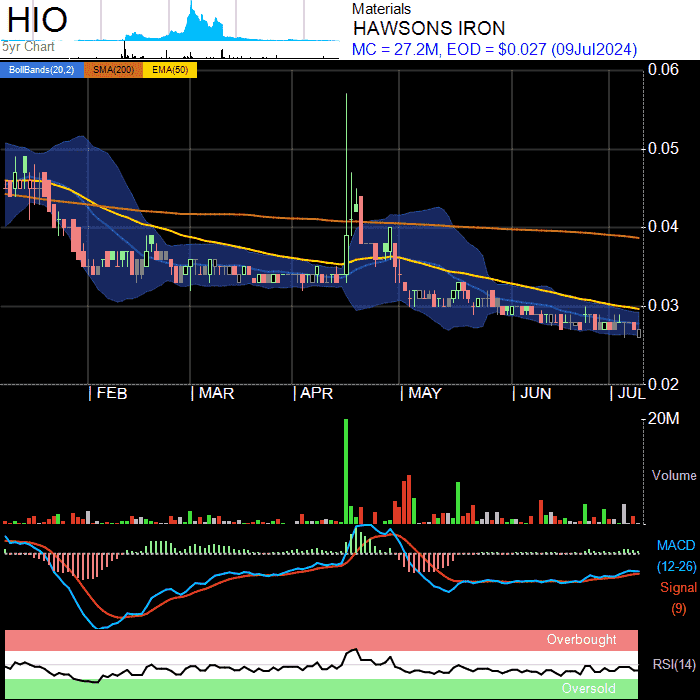 HIO
5yr Chart
Materials
HAWSONS IRON
MC = 27.2M, EOD = $0.027 (09Jul2024)
BollBands(20,2) SMA(200) EMA(50)
0.06
0.05
0.04
0.03
0.02
| FEB | MAR | APR | MAY | JUN | JUL
20M
Volume
MACD
(12-26)
Signal
(9)
Overbought
RSI(14)
Oversold